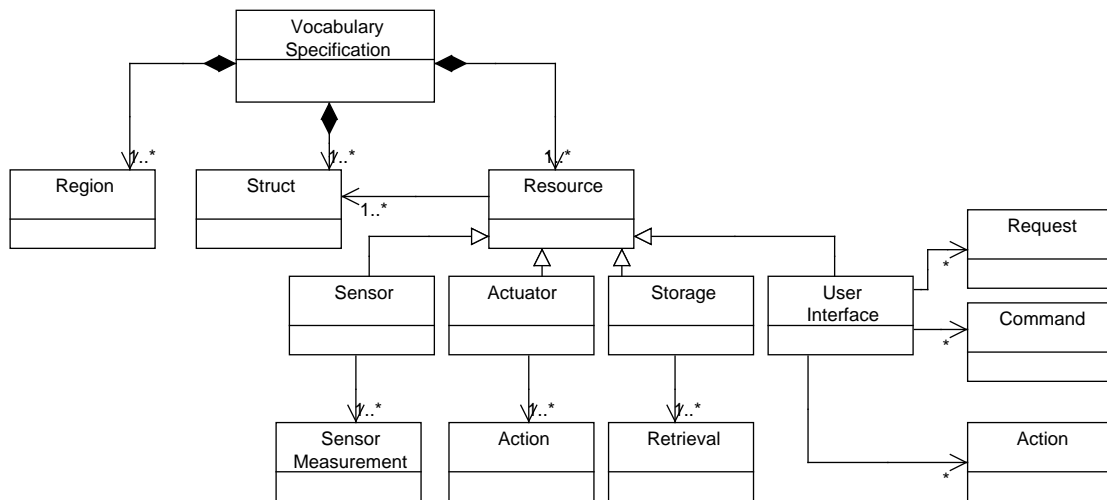 Vocabulary
Specification
1..*
1..*
1..*
Region
Struct
Resource
1..*
Request
*
Sensor
Actuator
Storage
User
Interface
Command
*
1..*
1..*
1..*
Sensor
Measurement
Action
Retrieval
Action
*